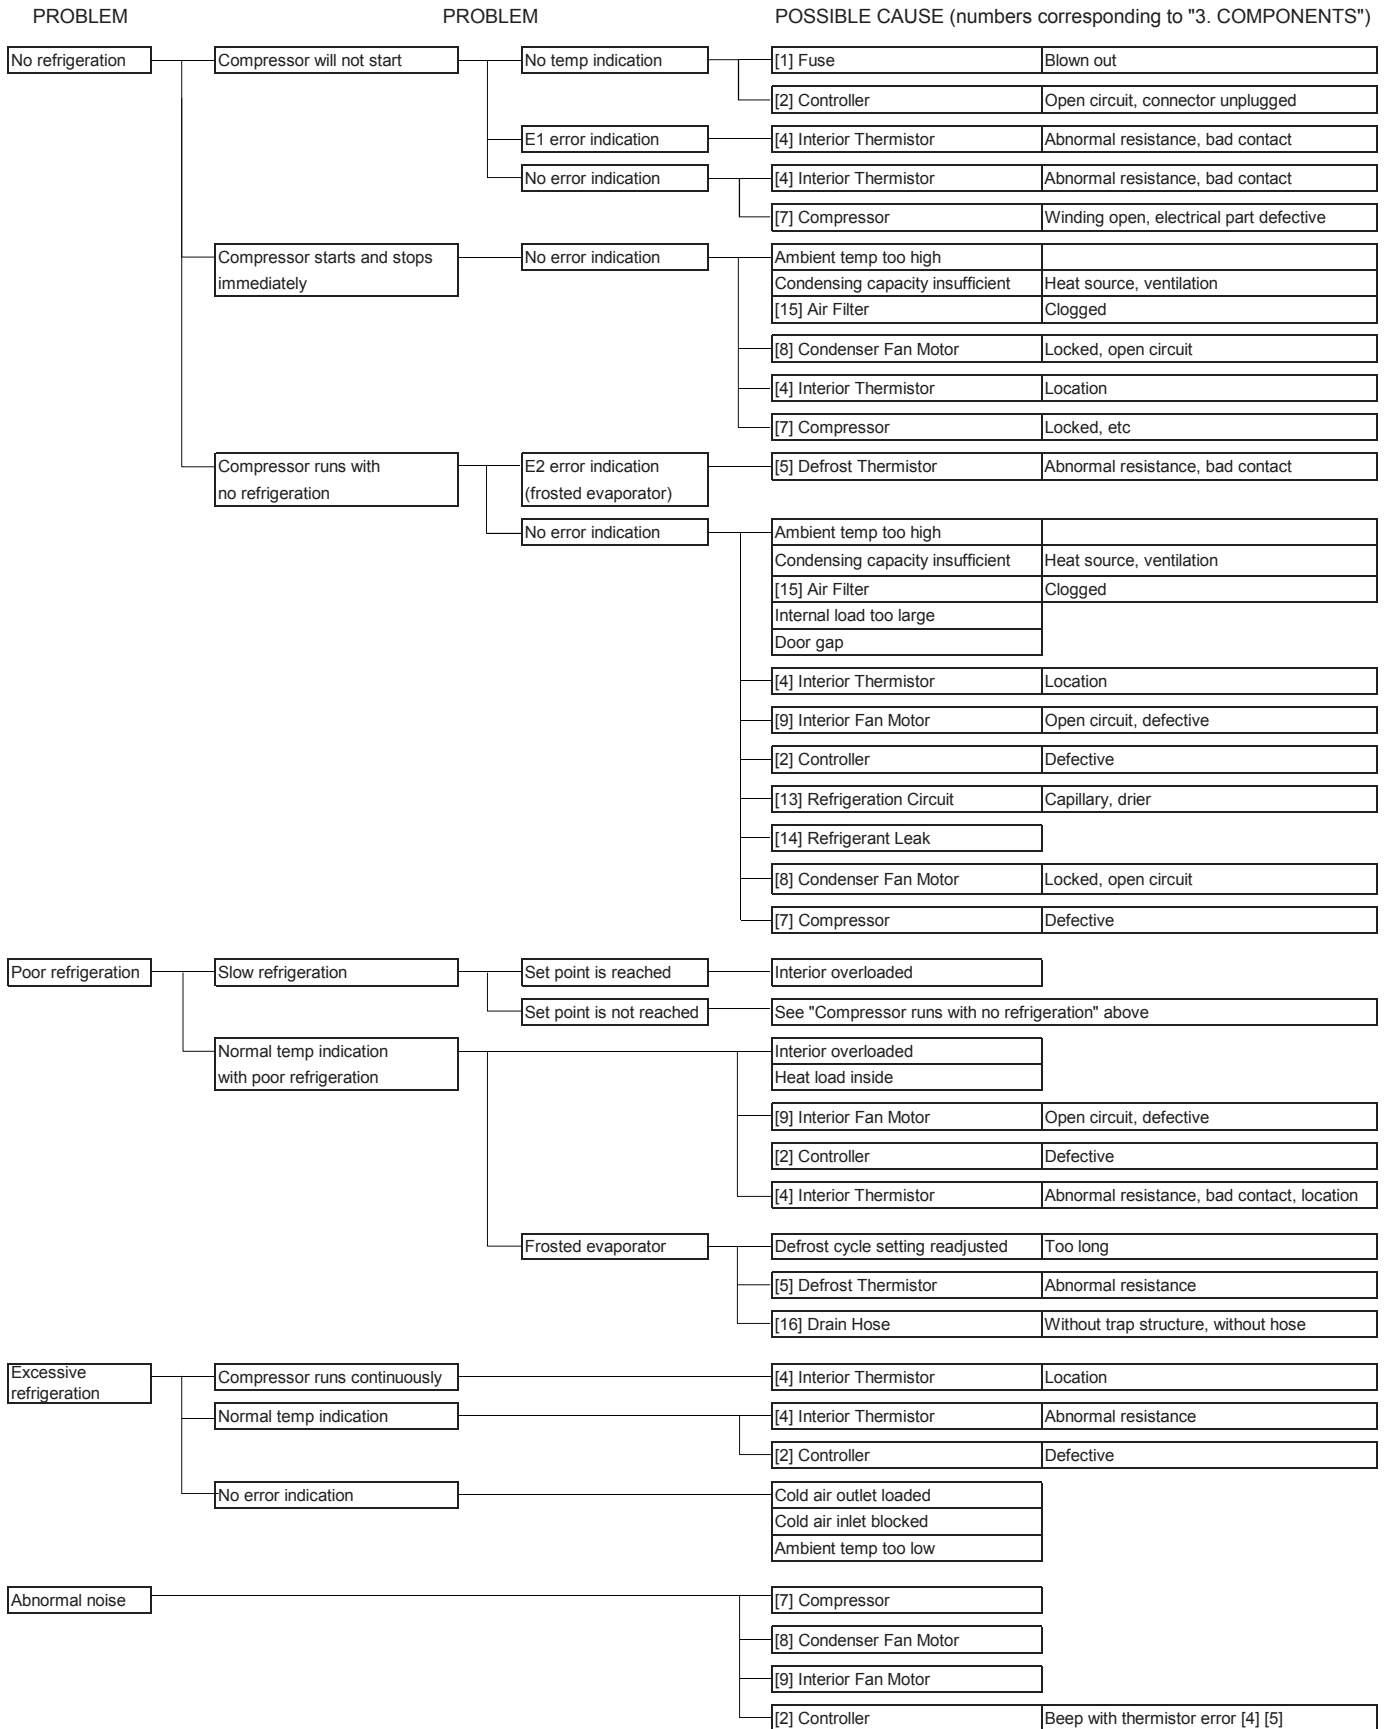 PROBLEM PROBLEM POSSIBLE CAUSE (numbers corresponding to "3. COMPONENTS")
No refrigeration Compressor will not start No temp indication [1] Fuse Blown out
[2] Controller Open circuit, connector unplugged
E1 error indication [4] Interior Thermistor Abnormal resistance, bad contact
No error indication [4] Interior Thermistor Abnormal resistance, bad contact
[7] Compressor Winding open, electrical part defective
Compressor starts and stops No error indication Ambient temp too high
immediately Condensing capacity insufficient Heat source, ventilation
[15] Air Filter Clogged
[8] Condenser Fan Motor Locked, open circuit
[4] Interior Thermistor Location
[7] Compressor Locked, etc
Compressor runs with E2 error indication [5] Defrost Thermistor Abnormal resistance, bad contact
no refrigeration (frosted evaporator)
No error indication Ambient temp too high
Condensing capacity insufficient Heat source, ventilation
[15] Air Filter Clogged
Internal load too large
Door gap
[4] Interior Thermistor Location
[9] Interior Fan Motor Open circuit, defective
[2] Controller Defective
[13] Refrigeration Circuit Capillary, drier
[14] Refrigerant Leak
[8] Condenser Fan Motor Locked, open circuit
[7] Compressor Defective
Poor refrigeration Slow refrigeration Set point is reached Interior overloaded
Set point is not reached See "Compressor runs with no refrigeration" above
Normal temp indication Interior overloaded
with poor refrigeration Heat load inside
[9] Interior Fan Motor Open circuit, defective
[2] Controller Defective
[4] Interior Thermistor Abnormal resistance, bad contact, location
Frosted evaporator Defrost cycle setting readjusted Too long
[5] Defrost Thermistor Abnormal resistance
[16] Drain Hose Without trap structure, without hose
Excessive
refrigeration Compressor runs continuously [4] Interior Thermistor Location
Normal temp indication [4] Interior Thermistor Abnormal resistance
[2] Controller Defective
No error indication Cold air outlet loaded
Cold air inlet blocked
Ambient temp too low
Abnormal noise [7] Compressor
[8] Condenser Fan Motor
[9] Interior Fan Motor
[2] Controller Beep with thermistor error [4] [5]